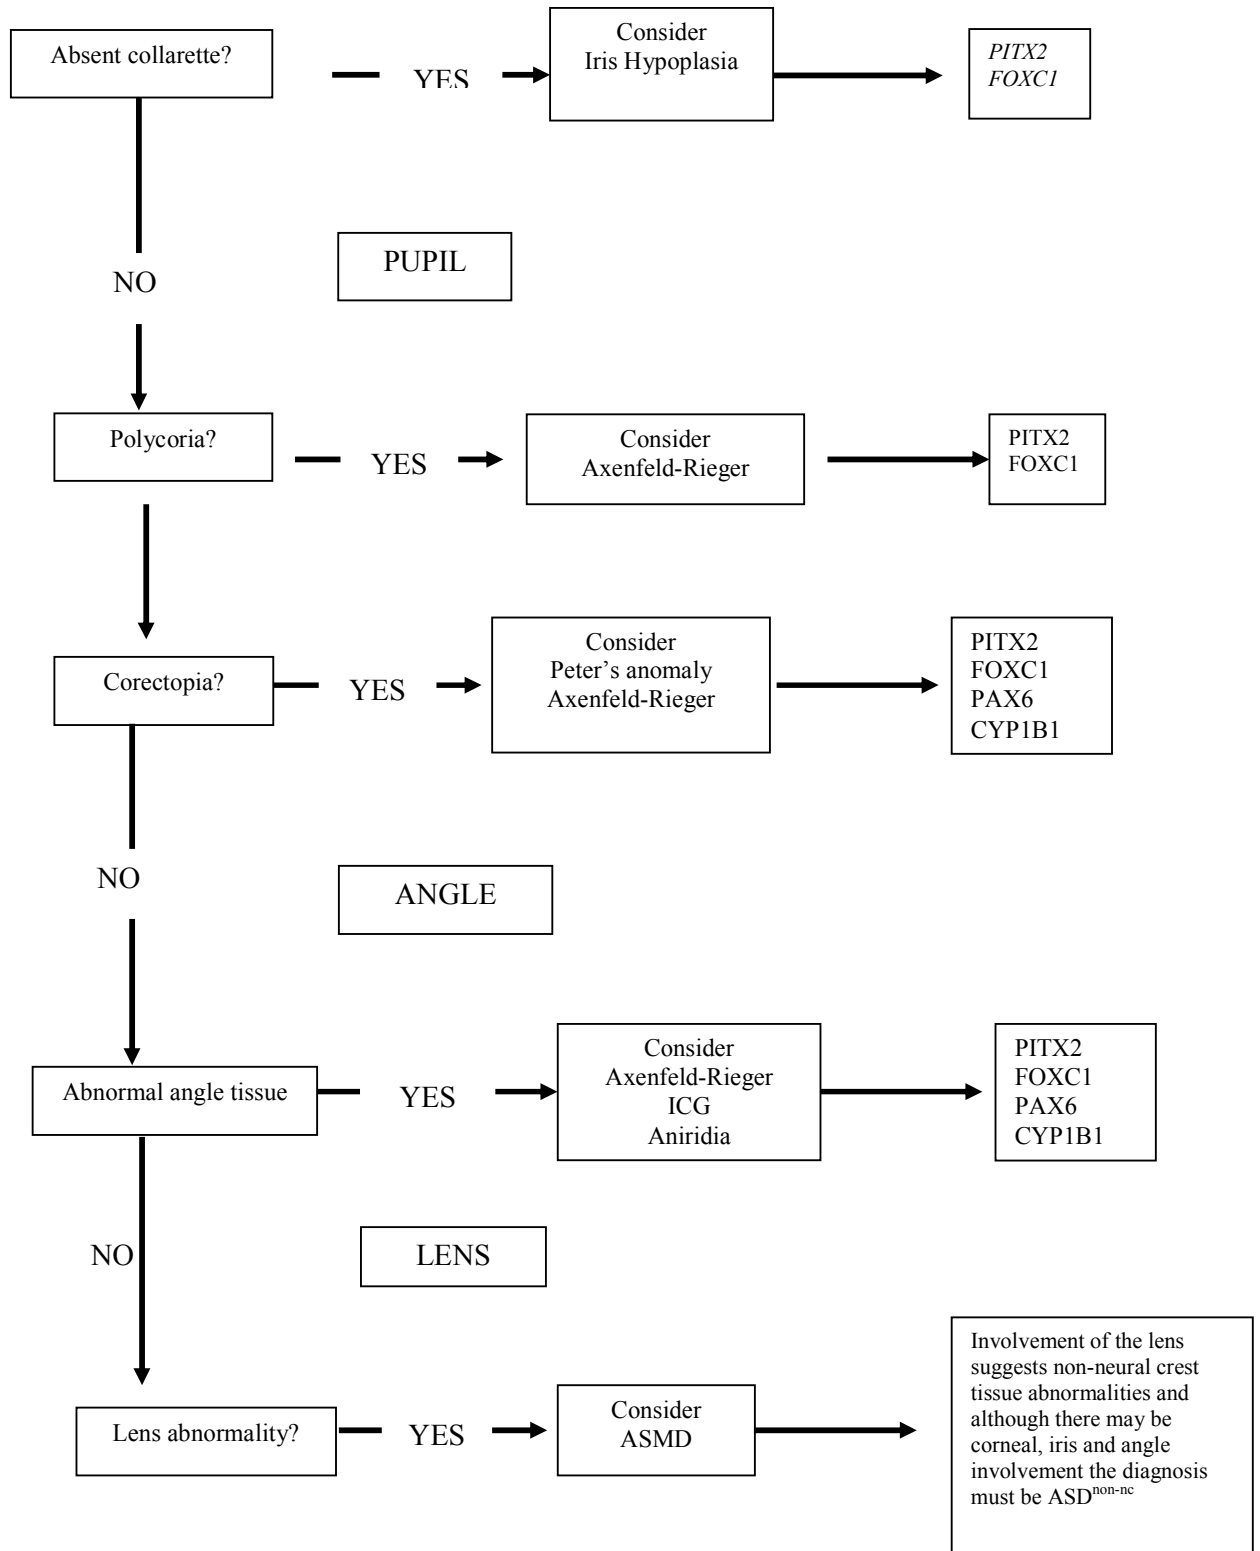 Absent collarette?
YES
Consider
Iris Hypoplasia
PITX2
FOXC1
NO
PUPIL
Polycoria?
YES
Consider
Axenfeld-Rieger
PITX2
FOXC1
Corectopia?
YES
Consider
Peter’s anomaly
Axenfeld-Rieger
PITX2
FOXC1
PAX6
CYP1B1
NO
ANGLE
Abnormal angle tissue
YES
Consider
Axenfeld-Rieger
ICG
Aniridia
PITX2
FOXC1
PAX6
CYP1B1
NO
LENS
Lens abnormality?
YES
Consider
ASMD
Involvement of the lens
suggests non-neural crest
tissue abnormalities and
although there may be
corneal, iris and angle
involvement the diagnosis
must be ASDnon-nc